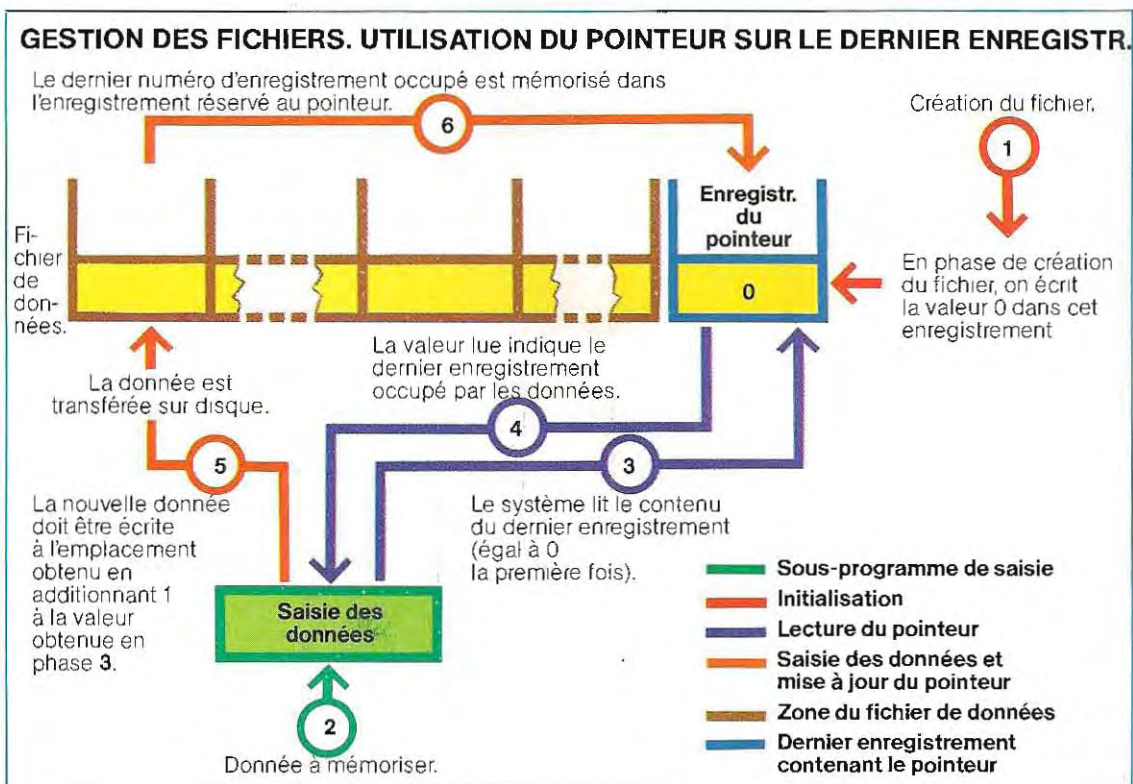 GESTION DES FICHIERS. UTILISATION DU POINTEUR SUR LE DERNIER ENREGISTR.
Le dernier numéro d'enregistrement occupé est mémorisé dans
l'enregistrement réservé au pointeur.
6
Création du fichier.
1
Enregistr.
du
pointeur
Fi-
chier
de
don-
nées.
0
En phase de création
du fichier, on écrit
la valeur 0 dans cet
enregistrement
La valeur lue indique le
dernier enregistrement
occupé par les données.
La donnée est
transférée sur disque.
4
5
3
La nouvelle donnée
doit être écrite
à l'emplacement
obtenu en
additionnant 1
à la valeur
obtenue en
phase 3.
Le système lit le contenu
du dernier enregistrement
(égal à 0
la première fois).
Saisie des
données
2
Donnée à mémoriser.
Sous-programme de saisie
Initialisation
Lecture du pointeur
Saisie des données et
mise à jour du pointeur
Zone du fichier de données
Dernier enregistrement
contenant le pointeur